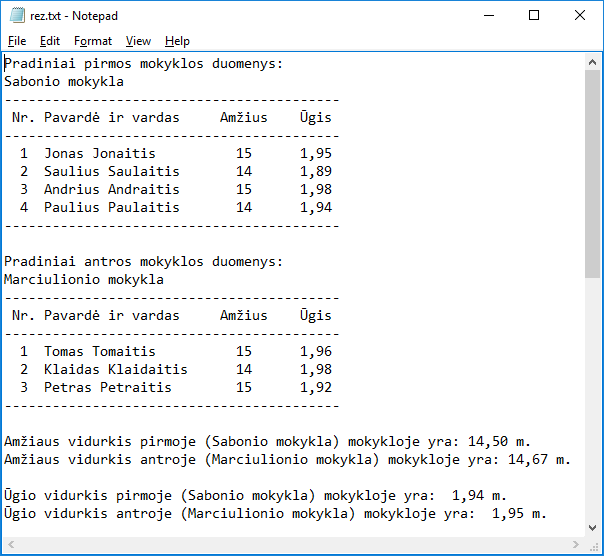 rez.txt - Notepad
File Edit Format View Help
Pradiniai pirmos mokyklos duomenys:
Sabonio mokykla
------------------------------------------
 Nr. Pavardė ir vardas     Amžius    Ūgis
------------------------------------------
  1  Jonas Jonaitis          15      1,95
  2  Saulius Saulaitis       14      1,89
  3  Andrius Andraitis       15      1,98
  4  Paulius Paulaitis       14      1,94
------------------------------------------
Pradiniai antros mokyklos duomenys:
Marciulionio mokykla
------------------------------------------
 Nr. Pavardė ir vardas     Amžius    Ūgis
------------------------------------------
  1  Tomas Tomaitis          15      1,96
  2  Klaidas Klaidaitis      14      1,98
  3  Petras Petraitis        15      1,92
------------------------------------------
Amžiaus vidurkis pirmoje (Sabonio mokykla) mokykloje yra: 14,50 m.
Amžiaus vidurkis antroje (Marciulionio mokykla) mokykloje yra: 14,67 m.
Ūgio vidurkis pirmoje (Sabonio mokykla) mokykloje yra:  1,94 m.
Ūgio vidurkis antroje (Marciulionio mokykla) mokykloje yra:  1,95 m.